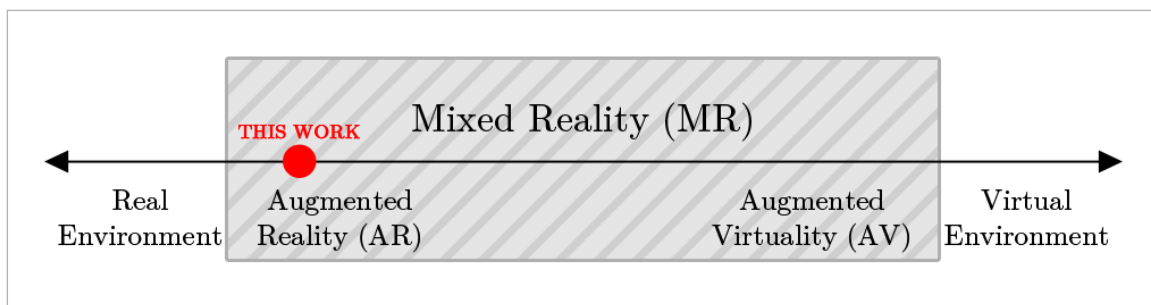 Mixed Reality (MR)
THIS WORK
Real
Environment
Augmented
Reality (AR)
Augmented
Virtuality (AV)
Virtual
Environment